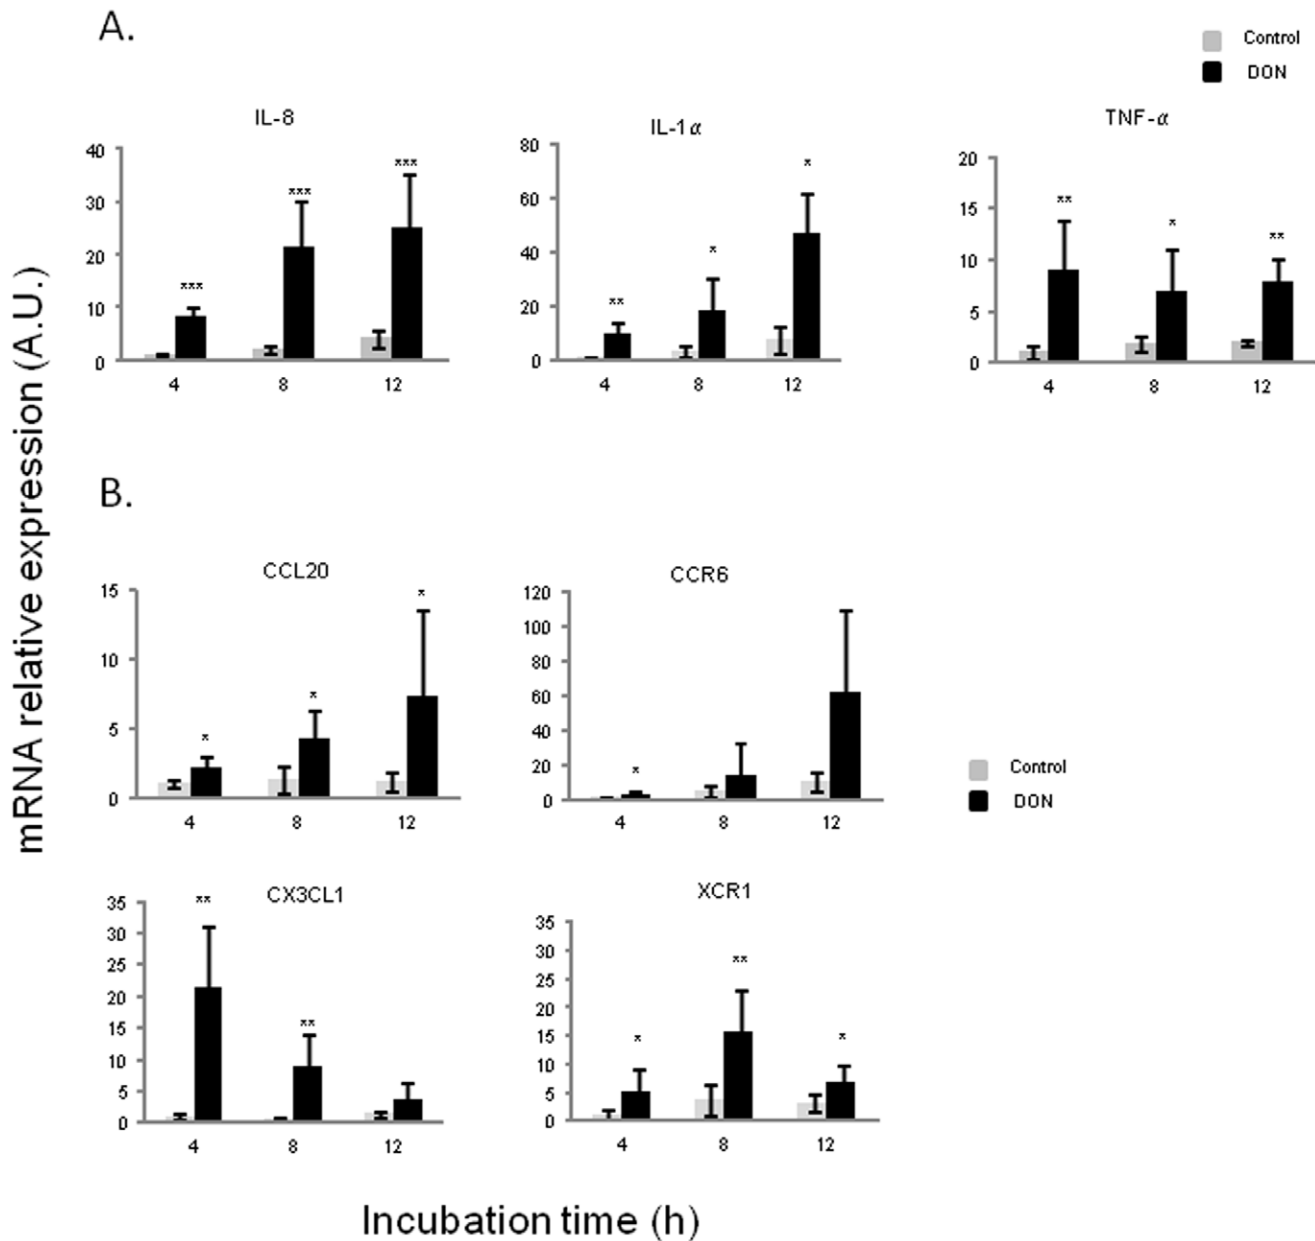 A.
Control
DON
IL-8
40
30
20
10
0
***
***
***
4 8 12
IL-1α
80
60
40
20
0
**
*
*
4 8 12
TNF-α
20
15
10
5
0
**
*
**
4 8 12
mRNA relative expression (A.U.)
B.
CCL20
15
10
5
0
*
*
*
4 8 12
CCR6
120
100
80
60
40
20
0
*
4 8 12
Control
DON
CX3CL1
35
30
25
20
15
10
5
0
**
**
4 8 12
XCR1
35
30
25
20
15
10
5
0
*
**
*
4 8 12
Incubation time (h)